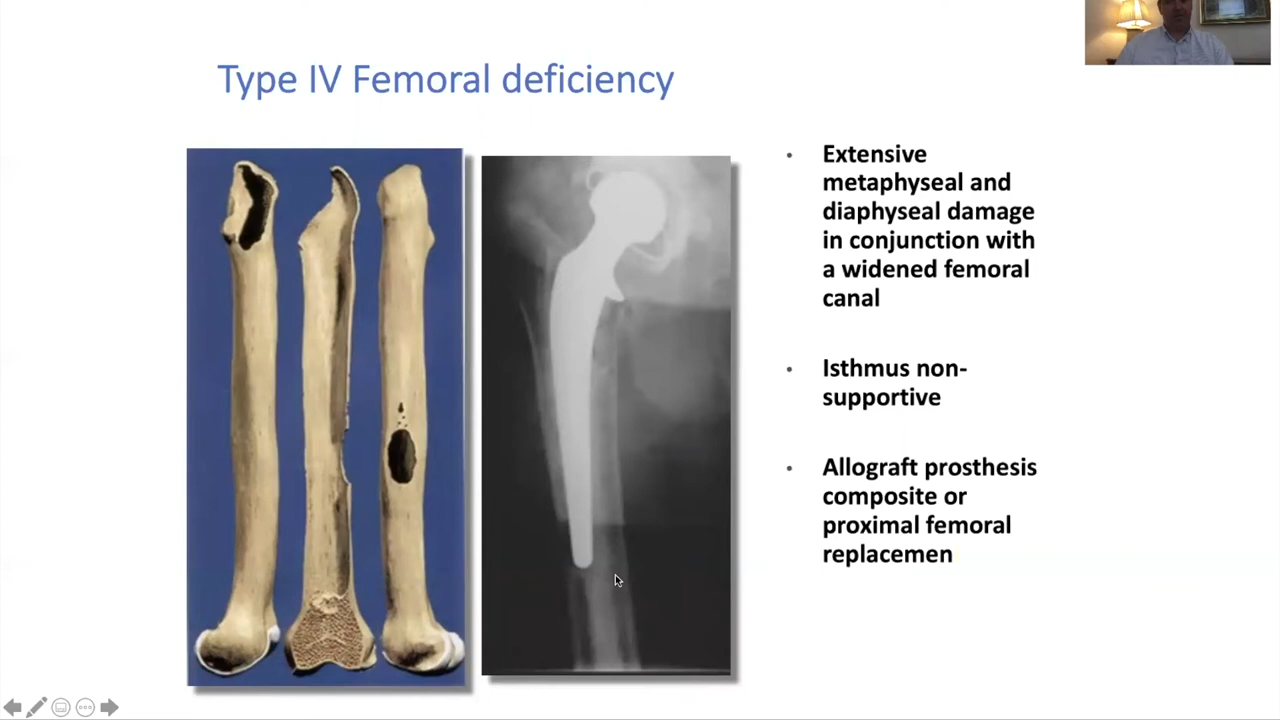 Type IV Femoral deficiency
• Extensive
metaphyseal and
diaphyseal damage
in conjunction with
a widened femoral
canal
• Isthmus non-
supportive
• Allograft prosthesis
composite or
proximal femoral
replacemen